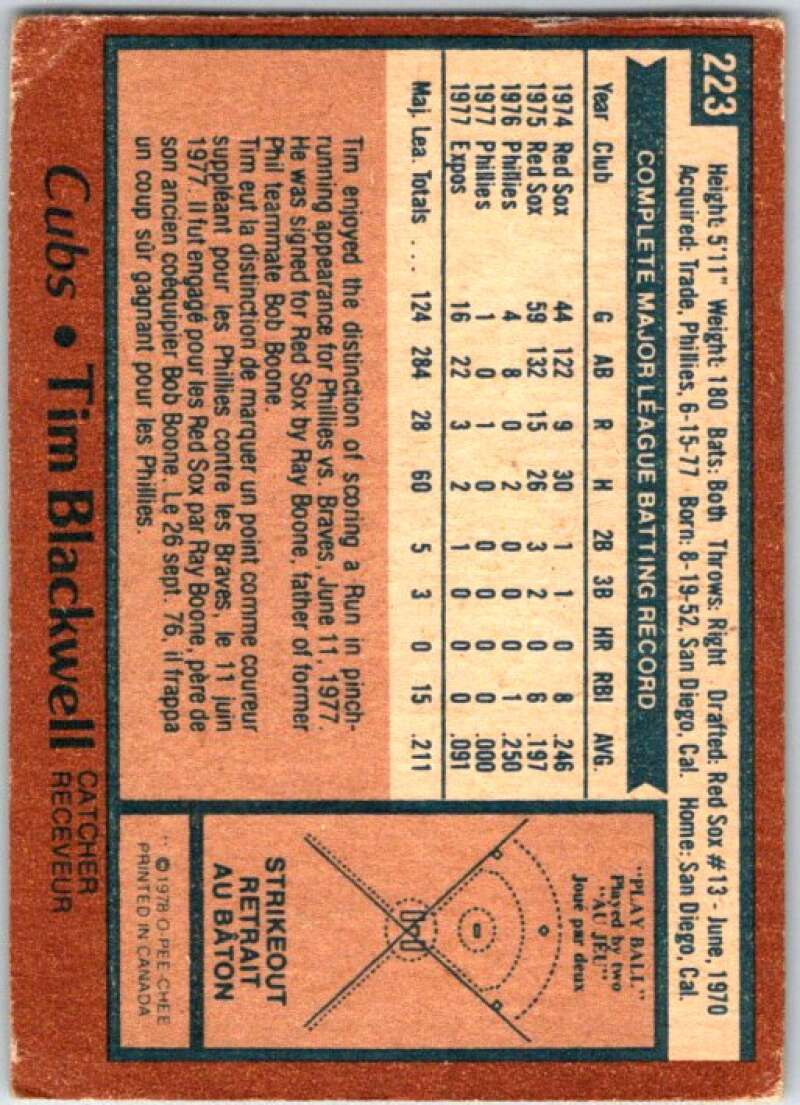 223
Height: 5'11" Weight: 180 Bats: Both Throws: Right Drafted: Red Sox #13 - June, 1970
Acquired: Trade, Phillies, 6-15-77 Born: 8-19-52, San Diego, Cal. Home: San Diego, Cal.
COMPLETE MAJOR LEAGUE BATTING RECORD
Year Club G AB R H 2B 3B HR RBI AVG.
1974 Red Sox 44 122 9 30 1 1 0 8 .246
1975 Red Sox 59 132 15 26 3 2 0 6 .197
1976 Phillies 4 8 0 2 0 0 0 1 .250
1977 Phillies 1 0 1 0 0 0 0 0 .000
1977 Expos 16 22 3 2 1 0 0 0 .091
Maj. Lea. Totals ... 124 284 28 60 5 3 0 15 .211
Tim enjoyed the distinction of scoring a Run in pinch-
running appearance for Phillies vs. Braves, June 11, 1977.
He was signed for Red Sox by Ray Boone, father of former
Phil teammate Bob Boone.
Tim eut la distinction de marquer un point comme coureur
suppléant pour les Phillies contre les Braves, le 11 juin
1977. Il fut engagé pour les Red Sox par Ray Boone, père de
son ancien coéquipier Bob Boone. Le 26 sept. 76, il frappa
un coup sûr gagnant pour les Phillies.
"PLAY BALL"
Played by two
"AU JEU"
Joué par deux
STRIKEOUT
RETRAIT
AU BÂTON
** © 1978 O-PEE-CHEE
PRINTED IN CANADA
Cubs • Tim Blackwell CATCHER
RECEVEUR